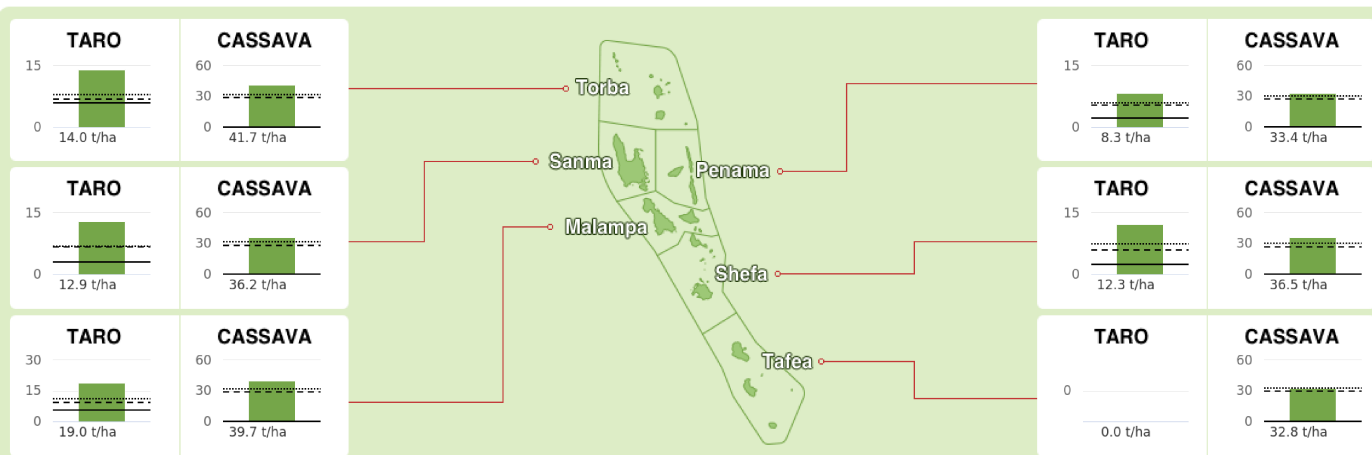 TARO CASSAVA
15 60
30
0 0
14.0 t/ha 41.7 t/ha
TARO CASSAVA
15 60
30
0 0
12.9 t/ha 36.2 t/ha
TARO CASSAVA
30 60
15 30
0 0
19.0 t/ha 39.7 t/ha
Torba
Sanma
Penama
Malampa
Shefa
Tafea
TARO CASSAVA
15 60
30
0 0
8.3 t/ha 33.4 t/ha
TARO CASSAVA
15 60
30
0 0
12.3 t/ha 36.5 t/ha
TARO CASSAVA
60
0 30
0
0.0 t/ha 32.8 t/ha